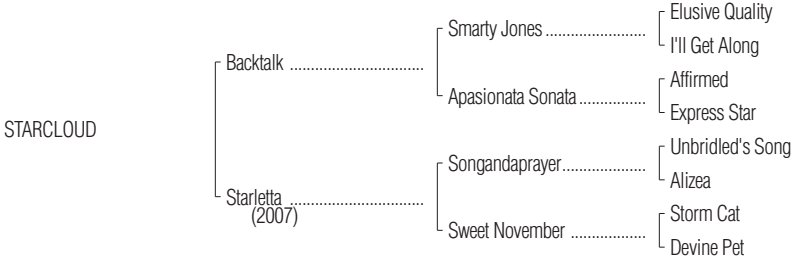 Elusive Quality
Smarty Jones ........................
I'll Get Along
Backtalk ................................
Affirmed
Apasionata Sonata ................
Express Star
STARCLOUD
Unbridled's Song
Songandaprayer....................
Alizea
Starletta ................................
(2007)
Storm Cat
Sweet November ..................
Devine Pet